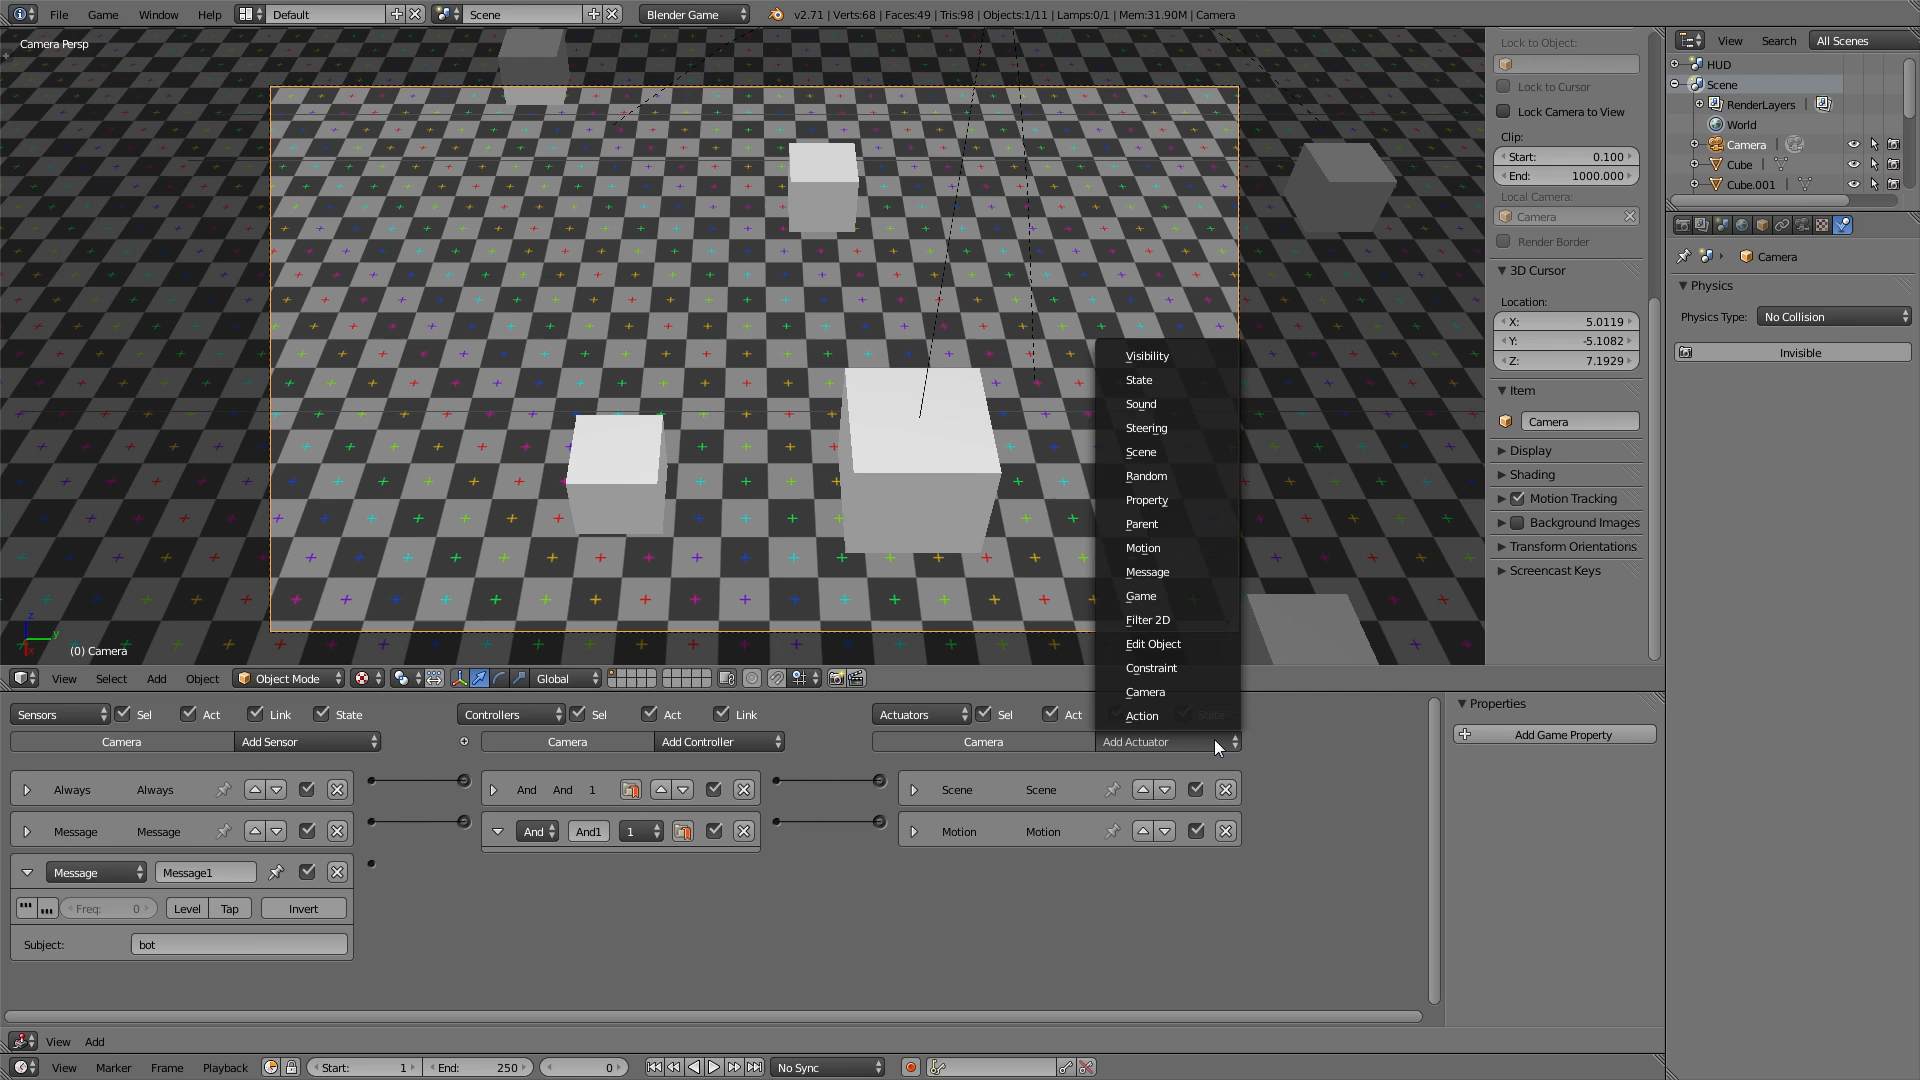 File Game Window Help Default Scene Blender Game v2.71 | Verts:68 | Faces:49 | Tris:98 | Objects:1/11 | Lamps:0/1 | Mem:31.90M | Camera
Camera Persp
(0) Camera
z
y
x
Lock to Object:
Lock to Cursor
Lock Camera to View
Clip:
Start: 0.100
End: 1000.000
Local Camera:
Camera
Render Border
3D Cursor
Location:
X: 5.0119
Y: -5.1082
Z: 7.1929
Item
Camera
Display
Shading
Motion Tracking
Background Images
Transform Orientations
Screencast Keys
View Search All Scenes
HUD
Scene
RenderLayers
World
Camera
Cube
Cube.001
Camera
Physics
Physics Type: No Collision
Invisible
Visibility
State
Sound
Steering
Scene
Random
Property
Parent
Motion
Message
Game
Filter 2D
Edit Object
Constraint
Camera
Action
View Select Add Object Object Mode Global
Sensors Sel Act Link State Controllers Sel Act Link Actuators Sel Act State
Camera Add Sensor Camera Add Controller Camera Add Actuator
Always Always And And 1 Scene Scene
Message Message And And1 1 Motion Motion
Message Message1
Freq: 0 Level Tap Invert
Subject: bot
Properties
Add Game Property
View Add
View Marker Frame Playback Start: 1 End: 250 0 No Sync